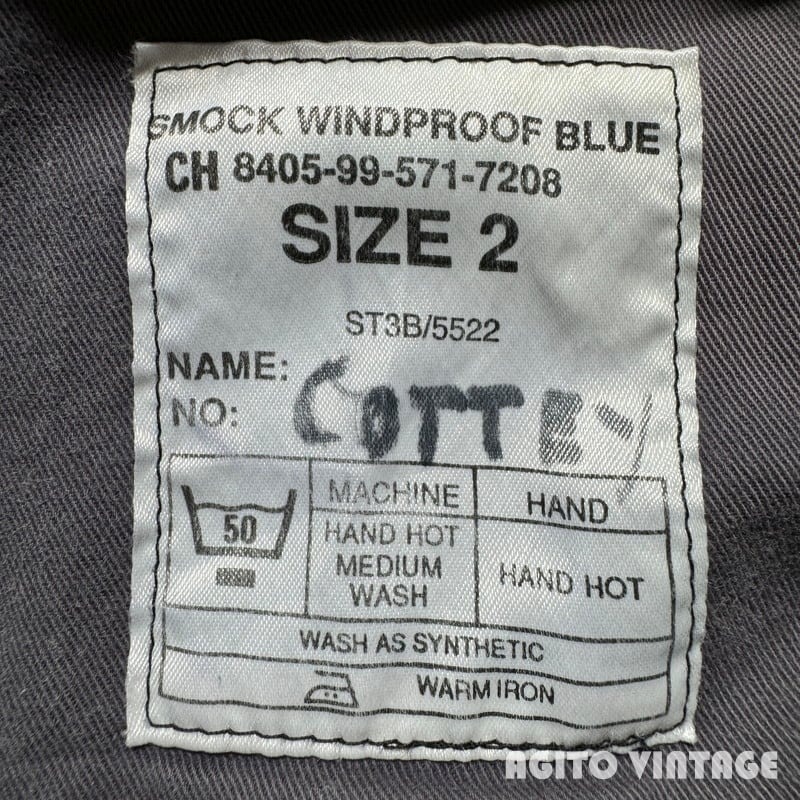 SMOCK WINDPROOF BLUE
CH 8405-99-571-7208
SIZE 2
ST3B/5522
NAME:
NO: COTTEY
50
MACHINE
HAND
HAND HOT
MEDIUM
WASH
HAND HOT
WASH AS SYNTHETIC
WARM IRON
AGITO VINTAGE